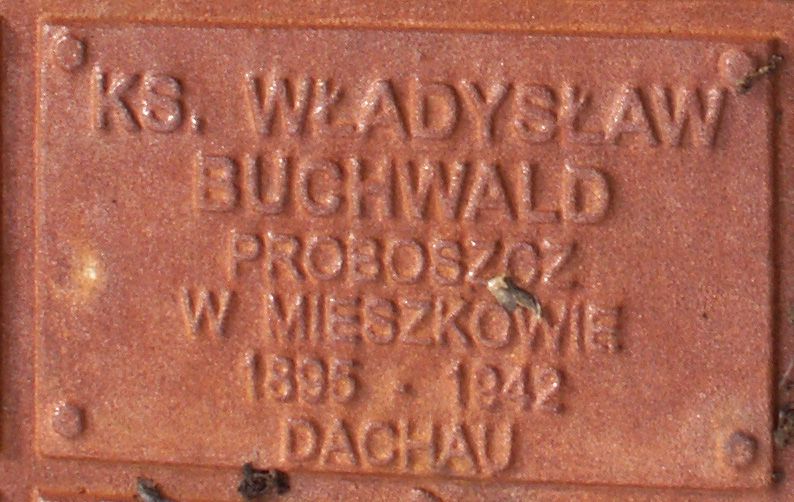 KS. WŁADYSŁAW
BUCHWALD
PROBOSZCZ
W MIESZKOWIE
1895 - 1942
DACHAU